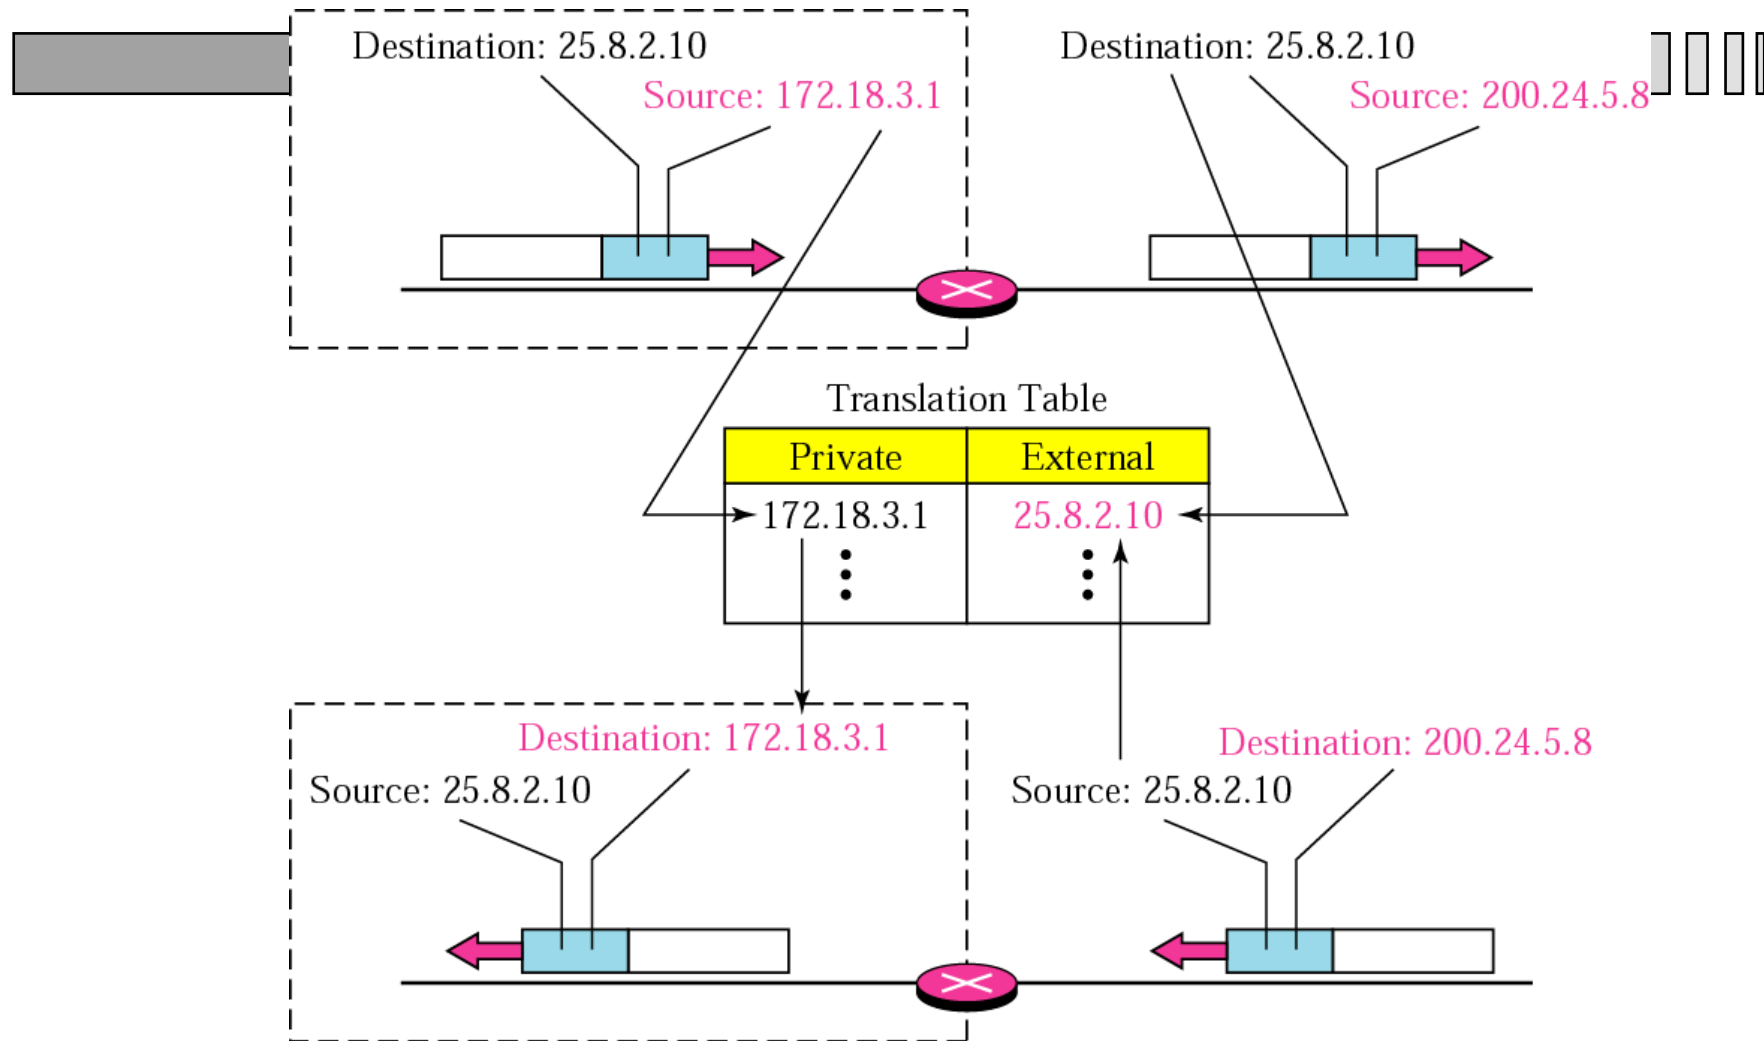 Destination: 25.8.2.10
Source: 172.18.3.1
Destination: 25.8.2.10
Source: 200.24.5.8
Translation Table
Private External
172.18.3.1 25.8.2.10
Destination: 172.18.3.1
Source: 25.8.2.10
Destination: 200.24.5.8
Source: 25.8.2.10